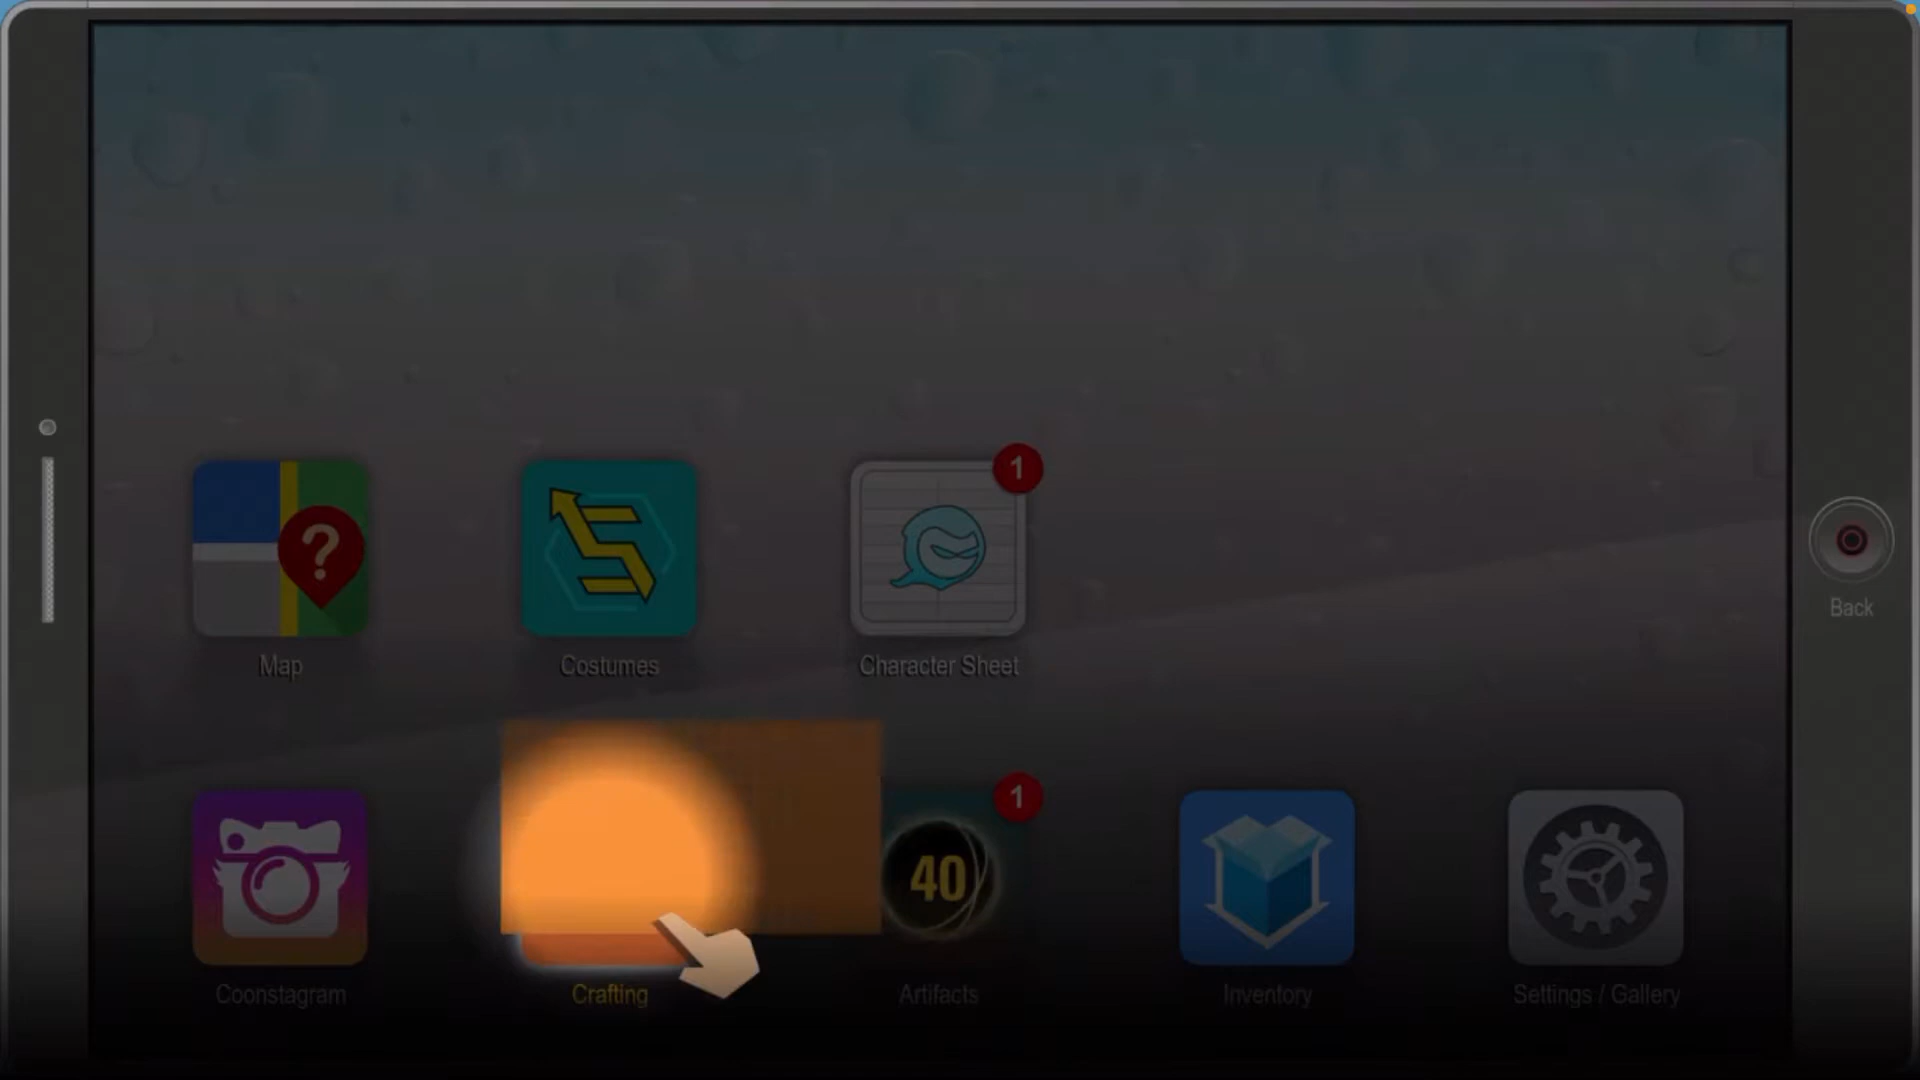 1
?
Back
Map
Costumes
Character Sheet
1
40
Coonstagram
Crafting
Artifacts
Inventory
Settings / Gallery